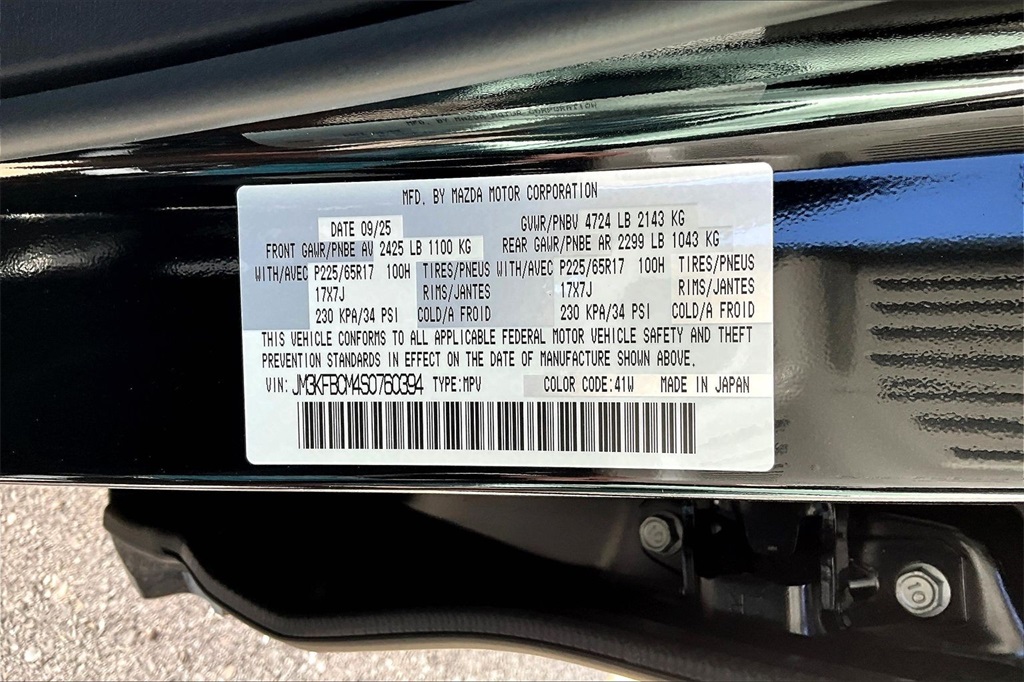 MFD. BY MAZDA MOTOR CORPORATION
DATE 09/25 GVWR/PNBV 4724 LB 2143 KG
FRONT GAWR/PNBE AV 2425 LB 1100 KG REAR GAWR/PNBE AR 2299 LB 1043 KG
WITH/AVEC P225/65R17 100H TIRES/PNEUS WITH/AVEC P225/65R17 100H TIRES/PNEUS
17X7J RIMS/JANTES 17X7J RIMS/JANTES
230 KPA/34 PSI COLD/A FROID 230 KPA/34 PSI COLD/A FROID
THIS VEHICLE CONFORMS TO ALL APPLICABLE FEDERAL MOTOR VEHICLE SAFETY AND THEFT
PREVENTION STANDARDS IN EFFECT ON THE DATE OF MANUFACTURE SHOWN ABOVE.
VIN: JM3KFBCM4S0760394 TYPE:MPV COLOR CODE:41W MADE IN JAPAN
10